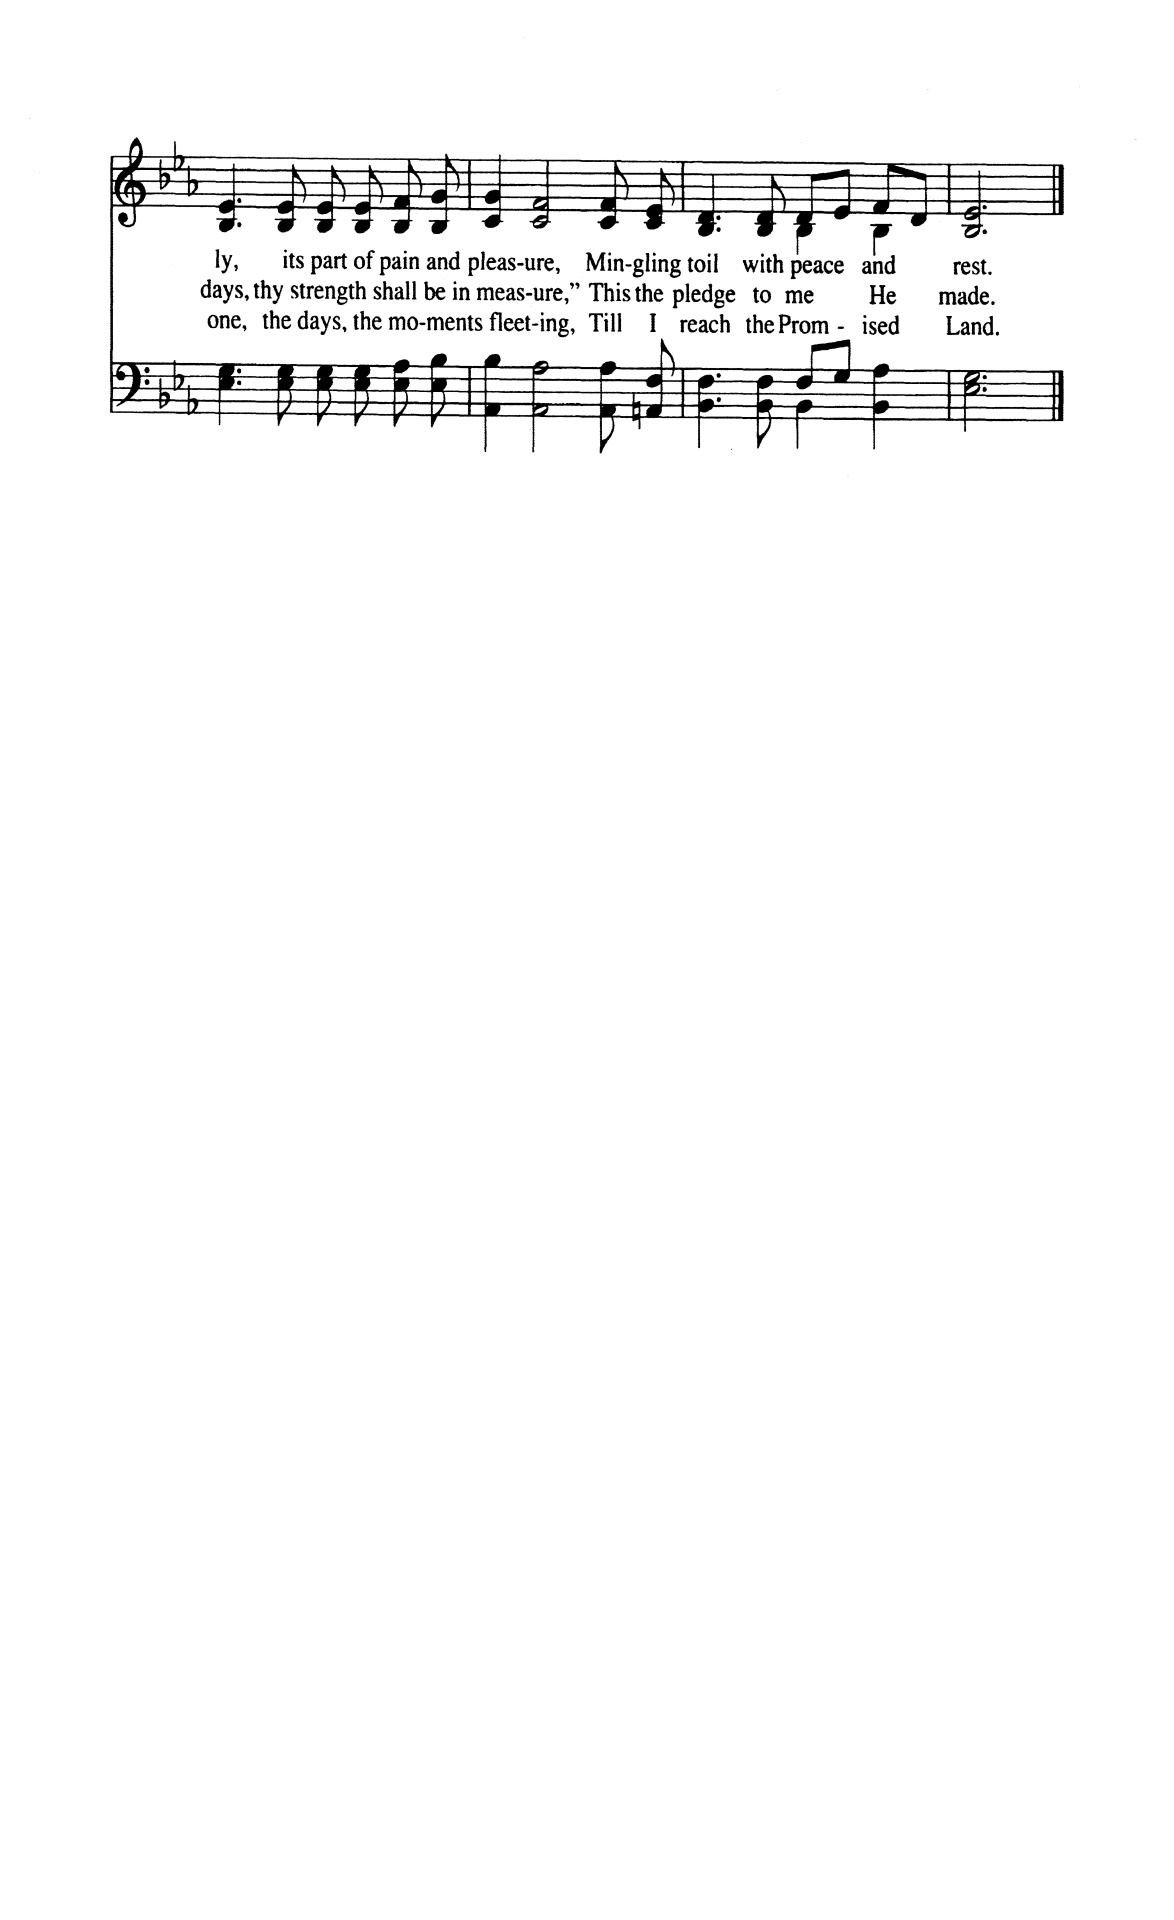 ly, its part of pain and pleas-ure, Min-gling toil with peace and rest.
days, thy strength shall be in meas-ure,” This the pledge to me He made.
one, the days, the mo-ments fleet-ing, Till I reach the Prom - ised Land.